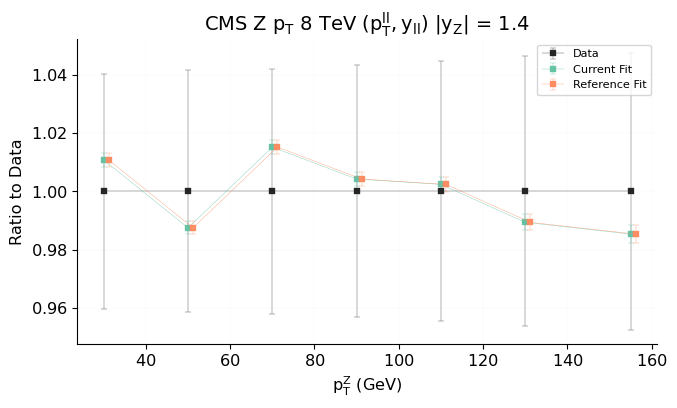 CMS Z p_T 8 TeV (p_T^ll, y_ll) |y_Z| = 1.4
Data
Current Fit
Reference Fit
Ratio to Data
1.04
1.02
1.00
0.98
0.96
40 60 80 100 120 140 160
p_T^Z (GeV)